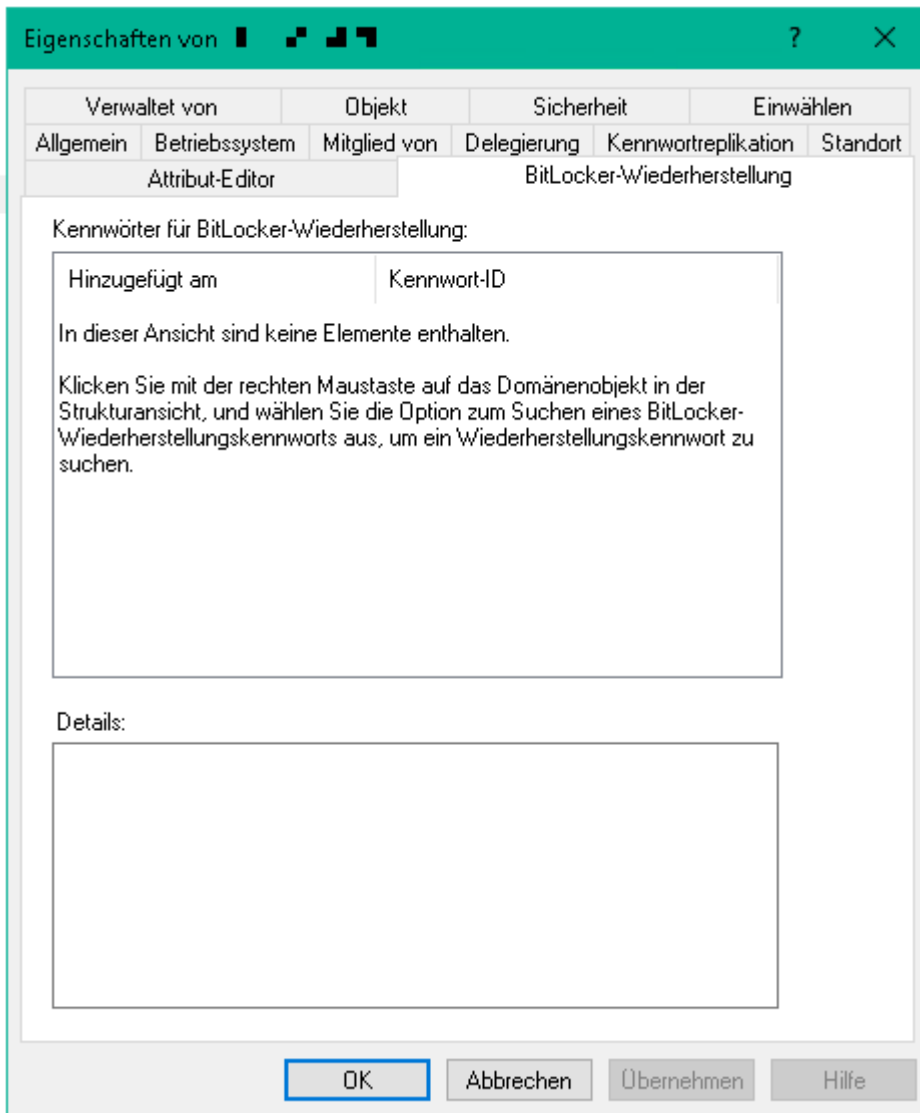 Eigenschaften von
Verwaltet von Objekt Sicherheit Einwählen
Allgemein Betriebssystem Mitglied von Delegierung Kennwortreplikation Standort
Attribut-Editor BitLocker-Wiederherstellung
Kennwörter für BitLocker-Wiederherstellung:
Hinzugefügt am Kennwort-ID
In dieser Ansicht sind keine Elemente enthalten.
Klicken Sie mit der rechten Maustaste auf das Domänenobjekt in der
Strukturansicht, und wählen Sie die Option zum Suchen eines BitLocker-
Wiederherstellungskennworts aus, um ein Wiederherstellungskennwort zu
suchen.
Details:
OK Abbrechen Übernehmen Hilfe